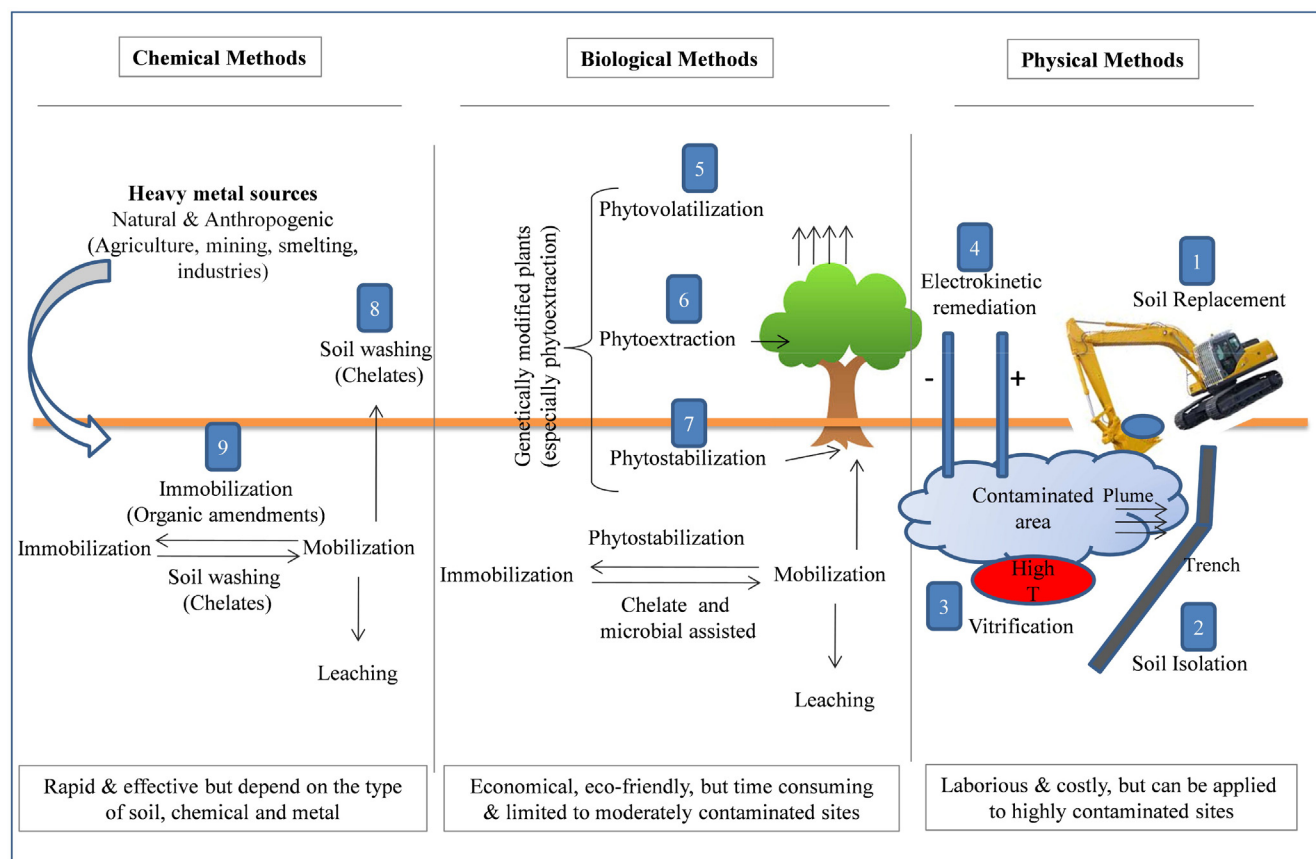 Chemical Methods
Heavy metal sources
Natural & Anthropogenic
(Agriculture, mining, smelting,
industries)
8
Soil washing
(Chelates)
9
Immobilization
(Organic amendments)
Immobilization
Mobilization
Soil washing
(Chelates)
Leaching
Rapid & effective but depend on the type
of soil, chemical and metal
Biological Methods
Genetically modified plants
(especially phytoextraction)
5
Phytovolatilization
6
Phytoextraction
7
Phytostabilization
Phytostabilization
Immobilization
Mobilization
Chelate and
microbial assisted
Leaching
Economical, eco-friendly, but time consuming
& limited to moderately contaminated sites
Physical Methods
4
Electrokinetic
remediation
-
+
1
Soil Replacement
Contaminated
area
Plume
High
T
3
Vitrification
Trench
2
Soil Isolation
Laborious & costly, but can be applied
to highly contaminated sites